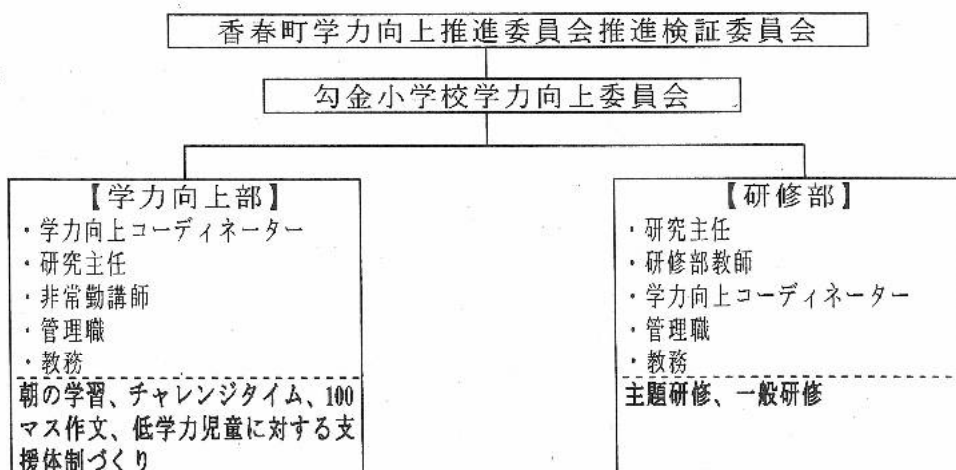 香春町学力向上推進委員会推進検証委員会
勾金小学校学力向上委員会
【学力向上部】
・学力向上コーディネーター
・研究主任
・非常勤講師
・管理職
・教務
朝の学習、チャレンジタイム、100
マス作文、低学力児童に対する支
援体制づくり
【研修部】
・研究主任
・研修部教師
・学力向上コーディネーター
・管理職
・教務
主題研修、一般研修